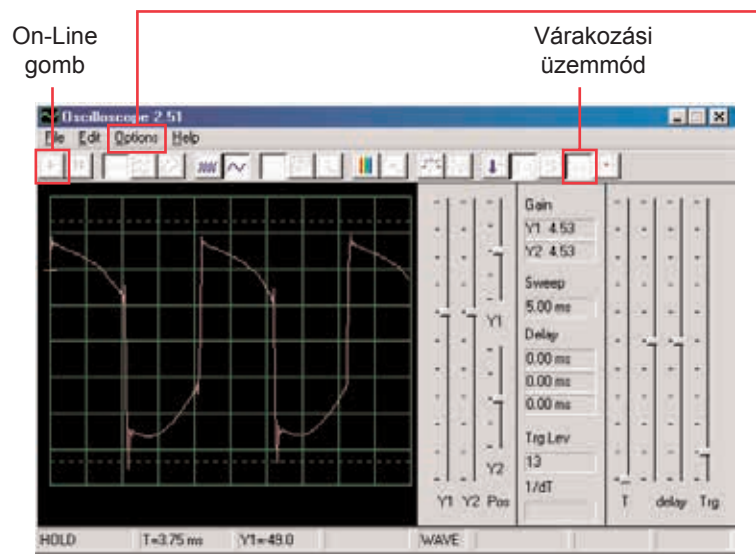 On-Line
gomb
Várakozási
üzemmód
Oscilloscope 2.51
File Edit Options Help
Gain
Y1 4.53
Y2 4.53
Sweep
5.00 ms
Delay
0.00 ms
0.00 ms
0.00 ms
Trg Lev
13
1/dT
Y1
Y2
Y1 Y2 Pos
T delay Trg
HOLD T=3.75 ms Y1=-49.0 WAVE